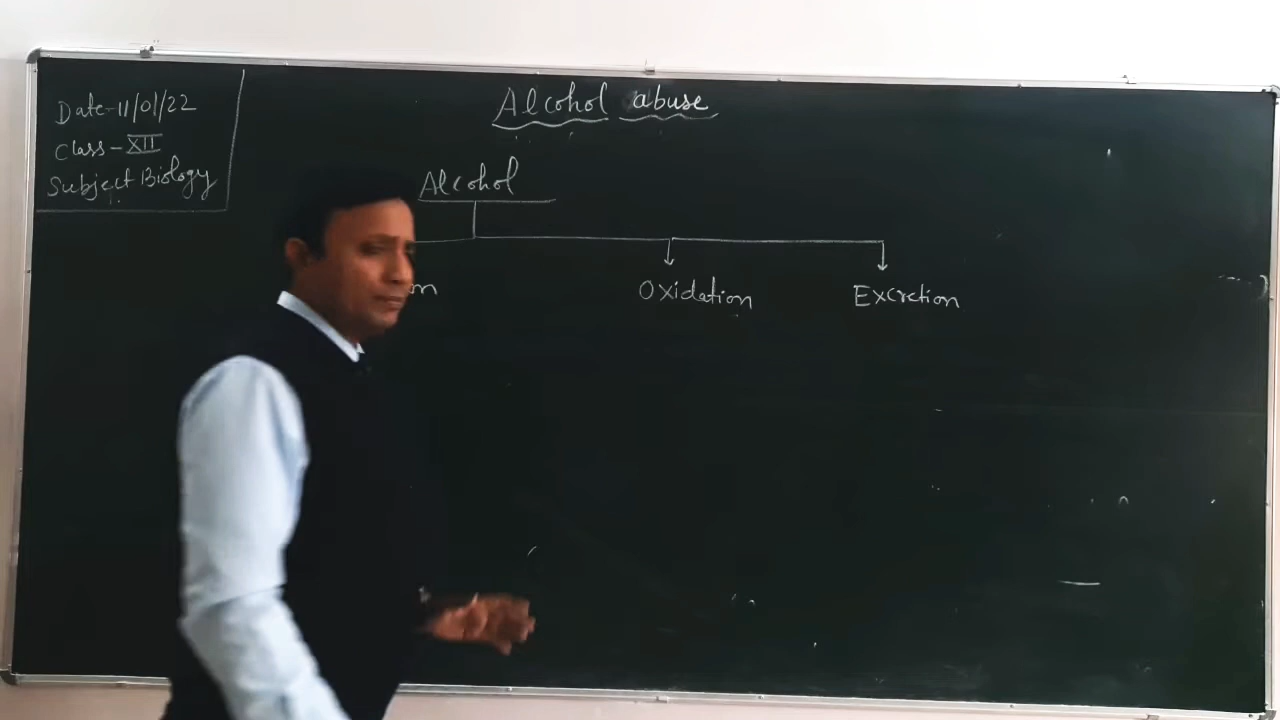 Date-11/01/22
Class-XII
Subject Biology
Alcohol abuse
Alcohol
Oxidation
Excretion